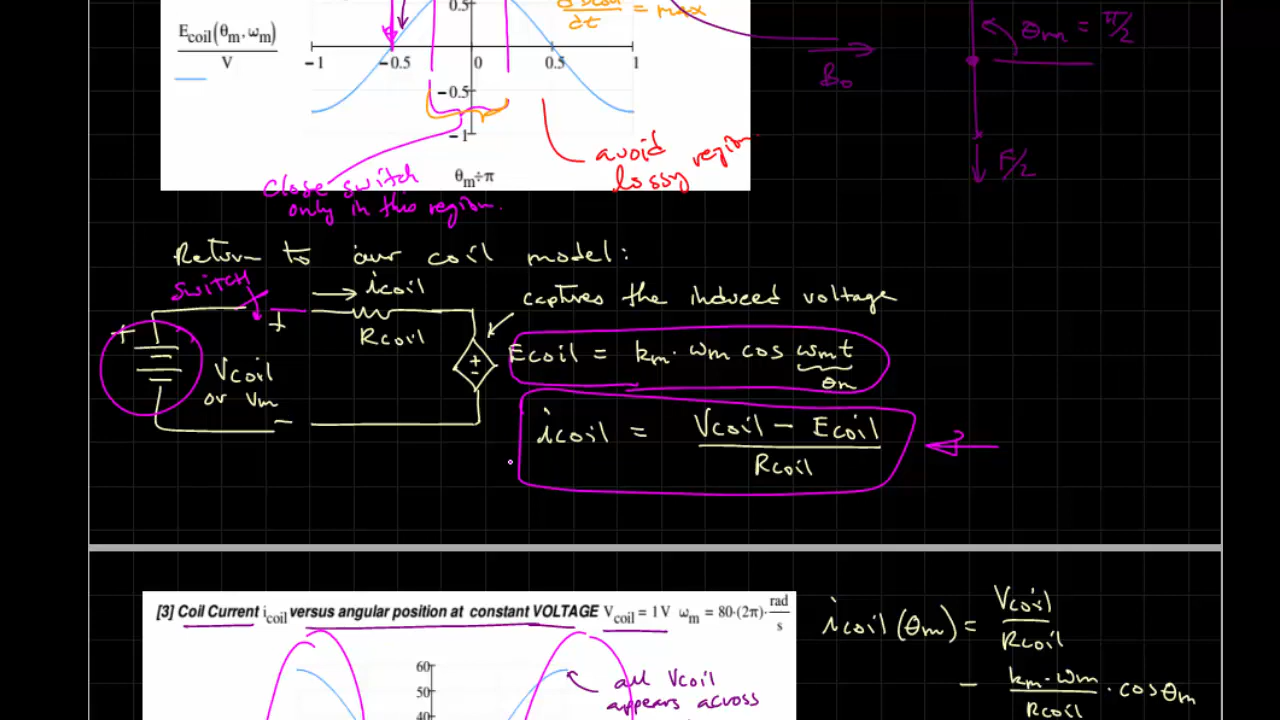 0.5
dt = max
Ecoil(θm, ωm)
V
−1 −0.5 0 0.5 1
−0.5
−1
θm÷π
θm = π/2
B₀
F/2
avoid lossy region
close switch
only in this region.
Return to our coil model:
switch
icoil
captures the induced voltage
+ +
Rcoil
+
−
Ecoil = km · ωm cos ωmt
θm
Vcoil
or Vm
−
icoil = Vcoil − Ecoil
Rcoil
[3] Coil Current icoil versus angular position at constant VOLTAGE Vcoil = 1 V ωm = 80·(2π)· rad
s
icoil(θm) = Vcoil
Rcoil
− km · ωm · cosθm
Rcoil
60
50
40
all Vcoil
appears across